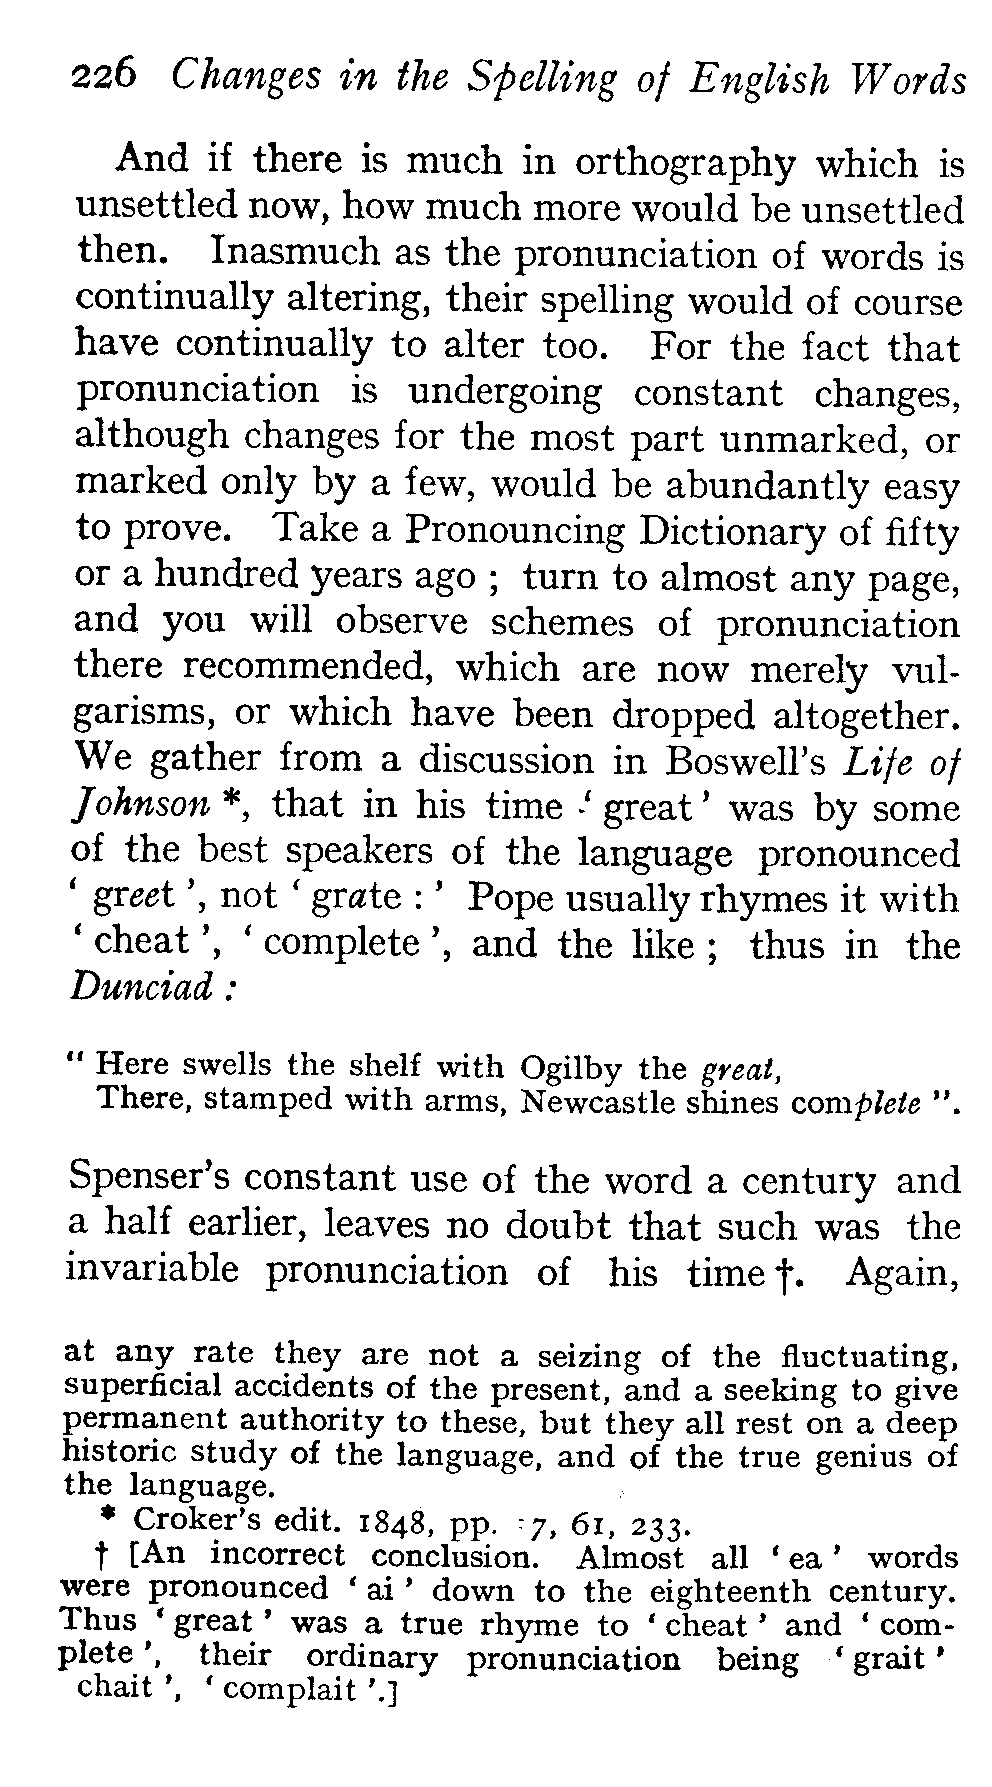 226 Changes in the Spelling of English Words
And if there is much in orthography which is
unsettled now, how much more would be unsettled
then. Inasmuch as the pronunciation of words is
continually altering, their spelling would of course
have continually to alter too. For the fact that
pronunciation is undergoing constant changes,
although changes for the most part unmarked, or
marked only by a few, would be abundantly easy
to prove. Take a Pronouncing Dictionary of fifty
or a hundred years ago ; turn to almost any page,
and you will observe schemes of pronunciation
there recommended, which are now merely vul-
garisms, or which have been dropped altogether.
We gather from a discussion in Boswell's Life of
Johnson *, that in his time ‘ great ’ was by some
of the best speakers of the language pronounced
‘ greet ’, not ‘ grate : ’ Pope usually rhymes it with
‘ cheat ’, ‘ complete ’, and the like ; thus in the
Dunciad :
“ Here swells the shelf with Ogilby the great,
There, stamped with arms, Newcastle shines complete ”.
Spenser's constant use of the word a century and
a half earlier, leaves no doubt that such was the
invariable pronunciation of his time †. Again,
at any rate they are not a seizing of the fluctuating,
superficial accidents of the present, and a seeking to give
permanent authority to these, but they all rest on a deep
historic study of the language, and of the true genius of
the language.
* Croker's edit. 1848, pp. 7, 61, 233.
† [An incorrect conclusion. Almost all ‘ ea ’ words
were pronounced ‘ ai ’ down to the eighteenth century.
Thus ‘ great ’ was a true rhyme to ‘ cheat ’ and ‘ com-
plete ’, their ordinary pronunciation being ‘ grait ’
chait ’, ‘ complait ’.]